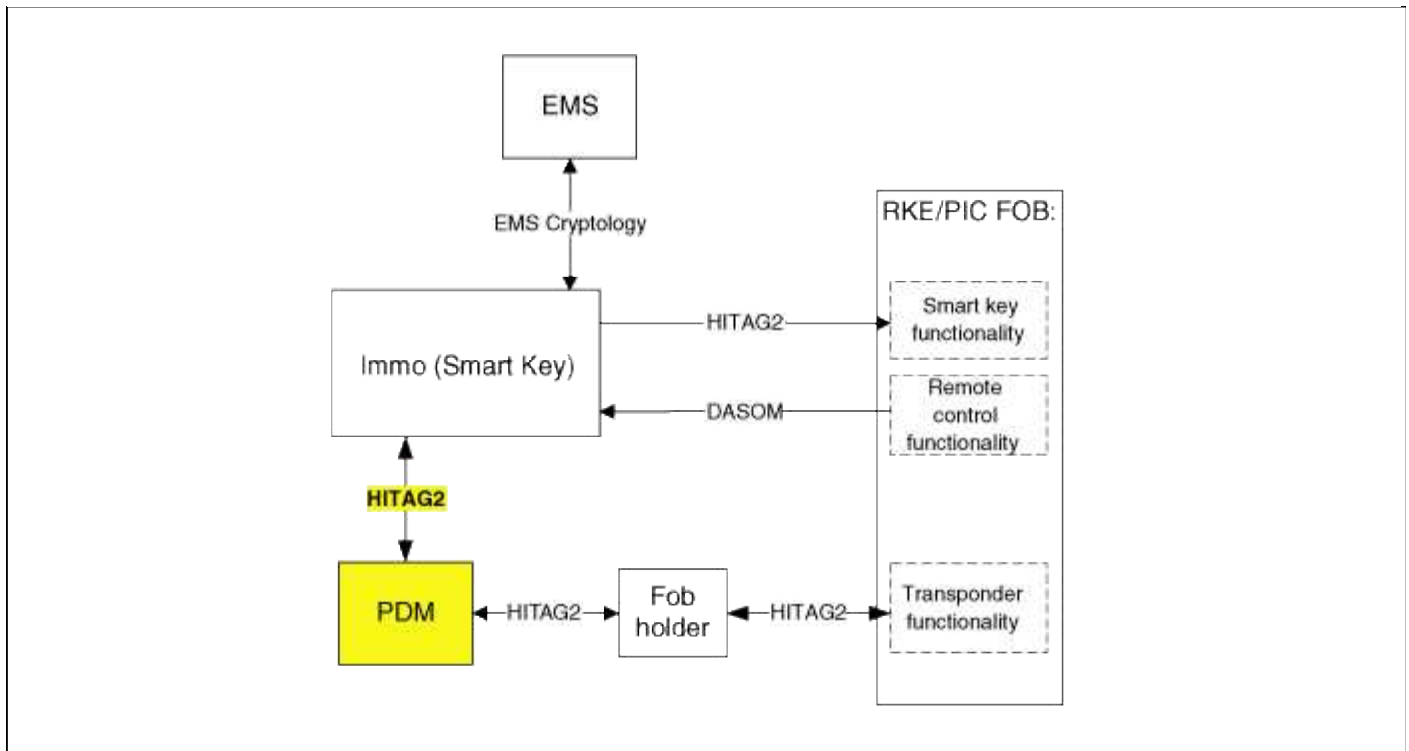 EMS
EMS Cryptology
RKE/PIC FOB:
Immo (Smart Key)
HITAG2
Smart key
functionality
DASOM
Remote
control
functionality
HITAG2
PDM
HITAG2
Fob
holder
HITAG2
Transponder
functionality